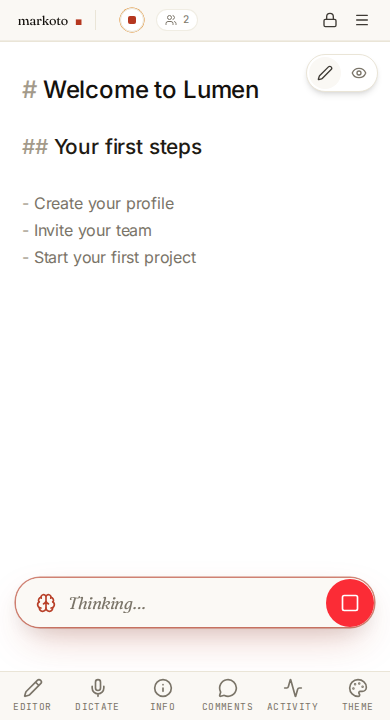 markoto
2
# Welcome to Lumen
## Your first steps
- Create your profile
- Invite your team
- Start your first project
Thinking...
EDITOR DICTATE INFO COMMENTS ACTIVITY THEME